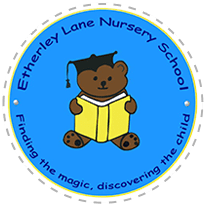 Etherley Lane Nursery School
Finding the magic, discovering the child